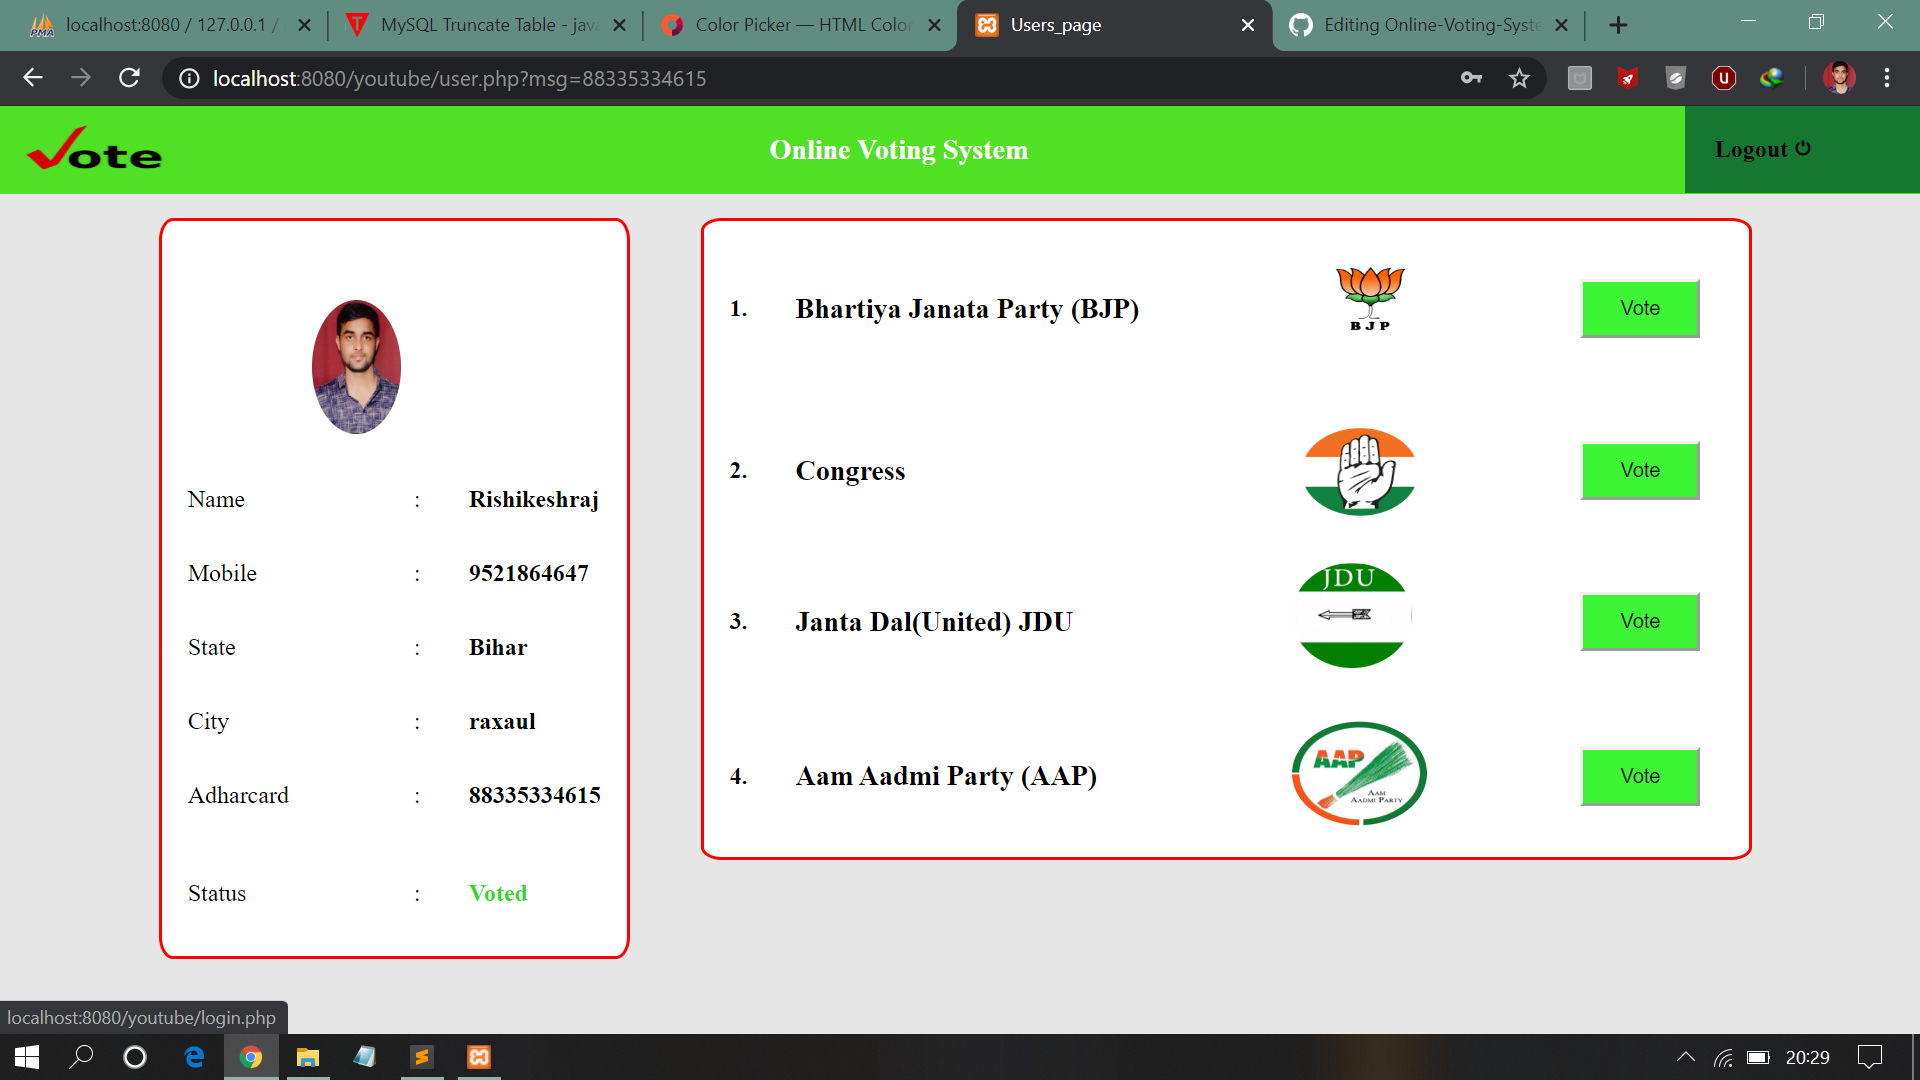 localhost:8080 / 127.0.0.1 /
MySQL Truncate Table - java
Color Picker — HTML Color
Users_page
Editing Online-Voting-Syste
localhost:8080/youtube/user.php?msg=88335334615
ote
Online Voting System
Logout
1. Bhartiya Janata Party (BJP) BJP Vote
2. Congress Vote
3. Janta Dal(United) JDU JDU Vote
4. Aam Aadmi Party (AAP) AAP AAM AADMI PARTY Vote
Name : Rishikeshraj
Mobile : 9521864647
State : Bihar
City : raxaul
Adharcard : 88335334615
Status : Voted
localhost:8080/youtube/login.php
20:29